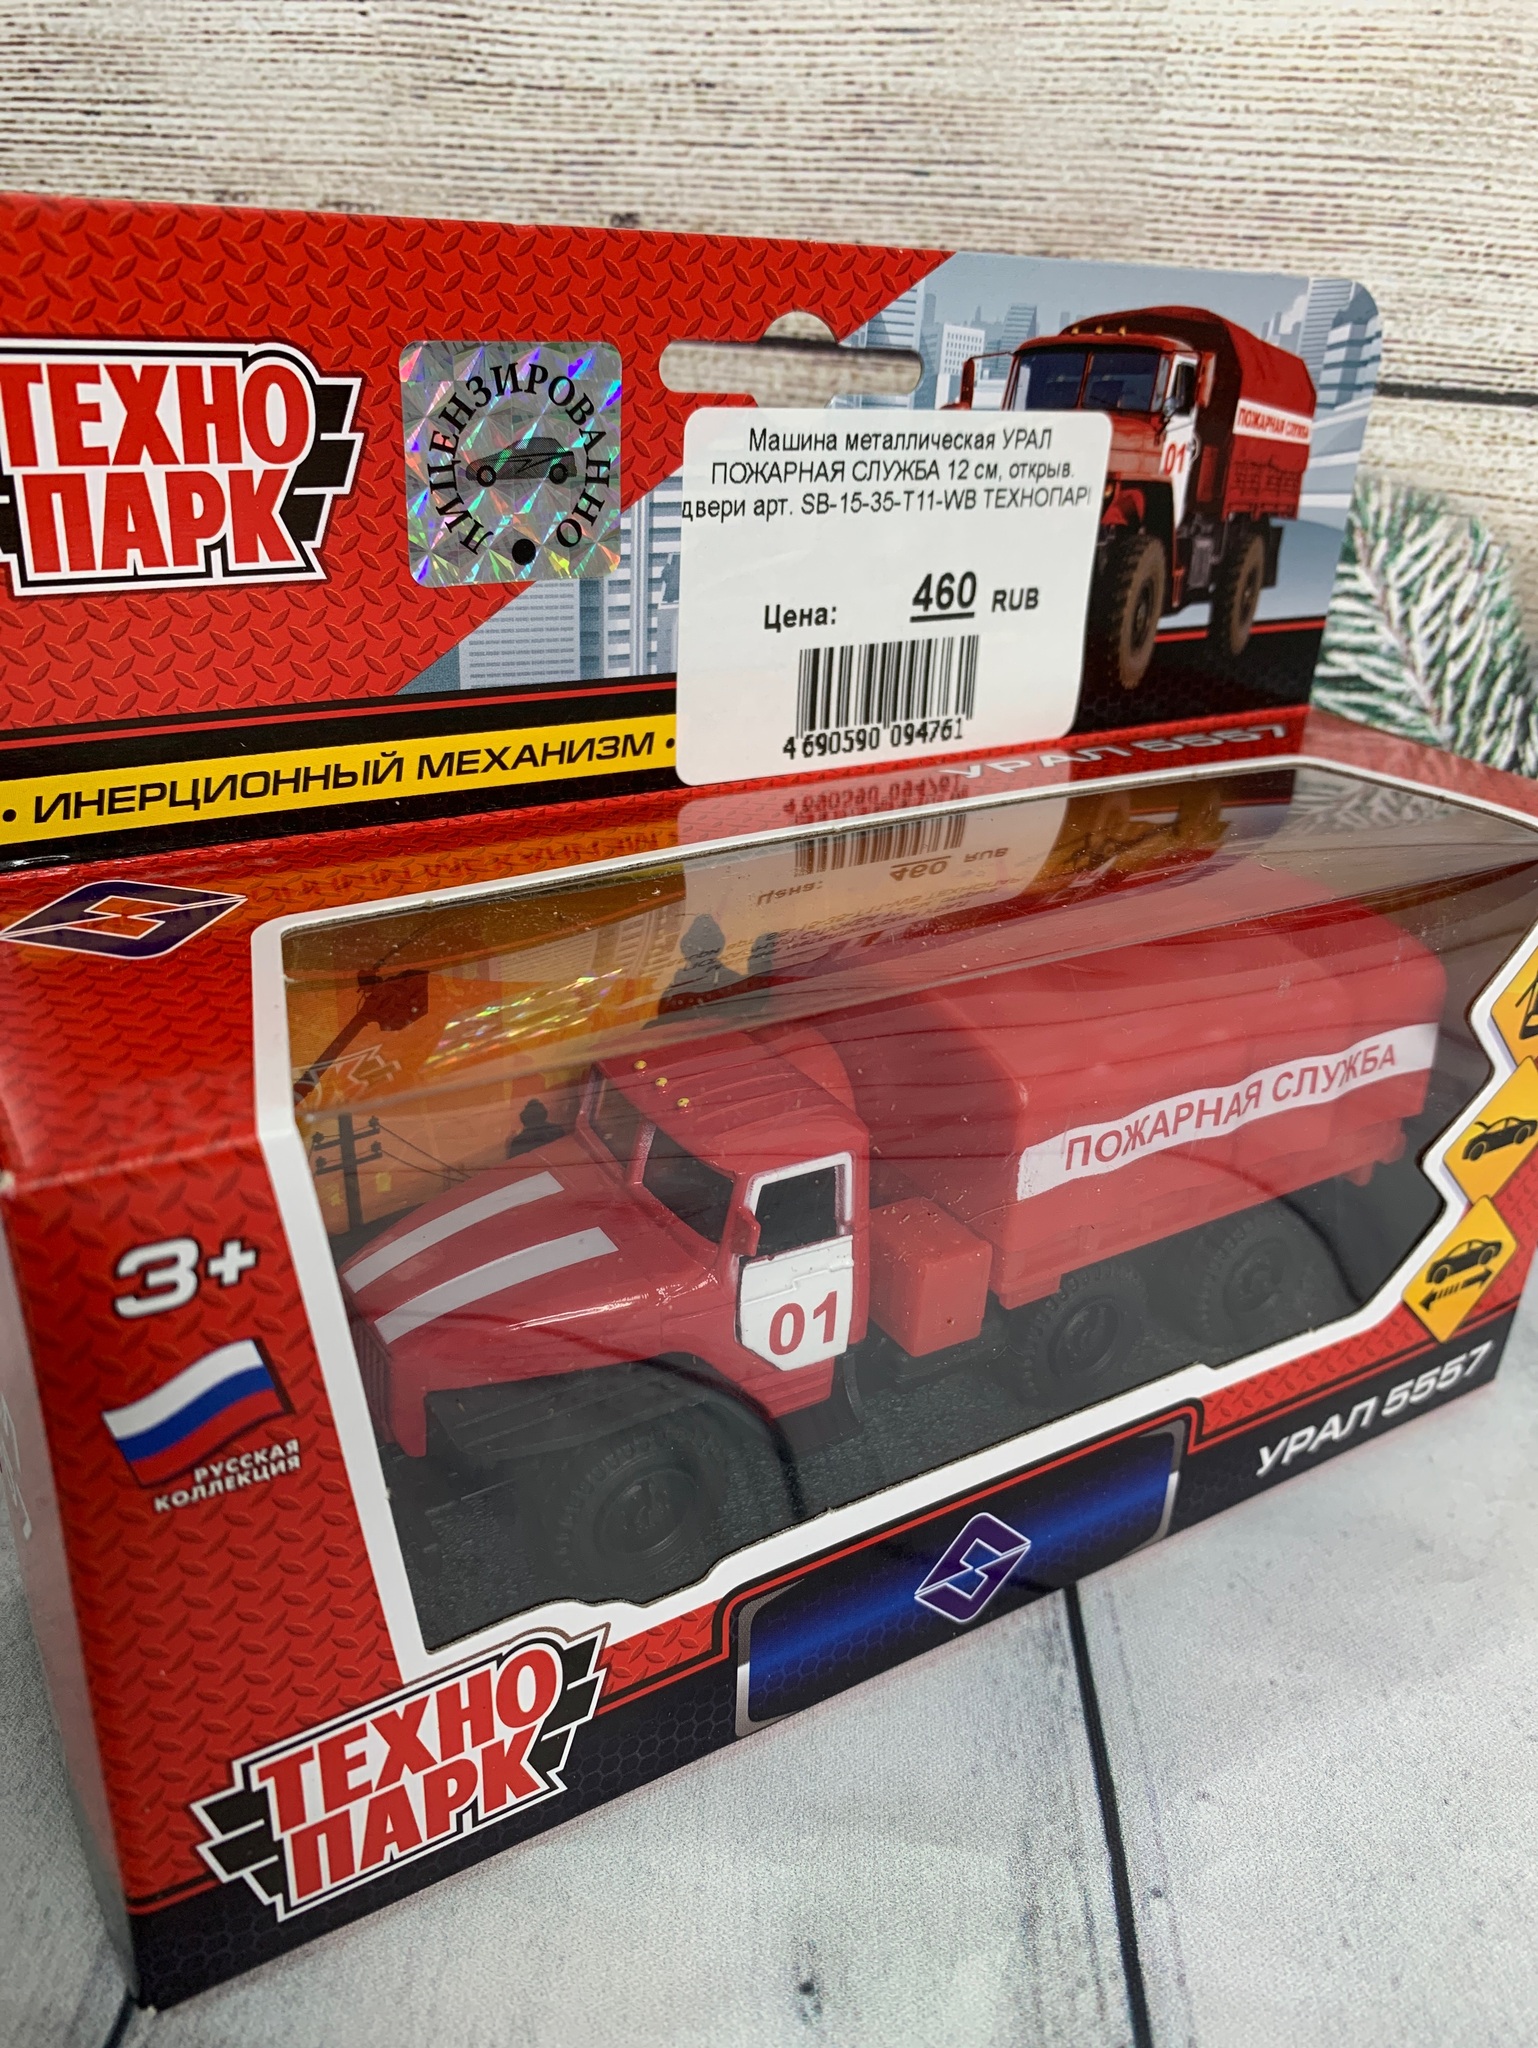 ТЕХНО
ПАРК
ЛИЦЕНЗИРОВАННО
ПОЖАРНАЯ СЛУЖБА
01
Машина металлическая УРАЛ
ПОЖАРНАЯ СЛУЖБА 12 см, открыв.
двери арт. SB-15-35-T11-WB ТЕХНОПАРК
Цена: 460 RUB
4 690590 094761
• ИНЕРЦИОННЫЙ МЕХАНИЗМ •
УРАЛ 5557
ПОЖАРНАЯ СЛУЖБА
01
3+
РУССКАЯ
КОЛЛЕКЦИЯ
УРАЛ 5557
ТЕХНО
ПАРК